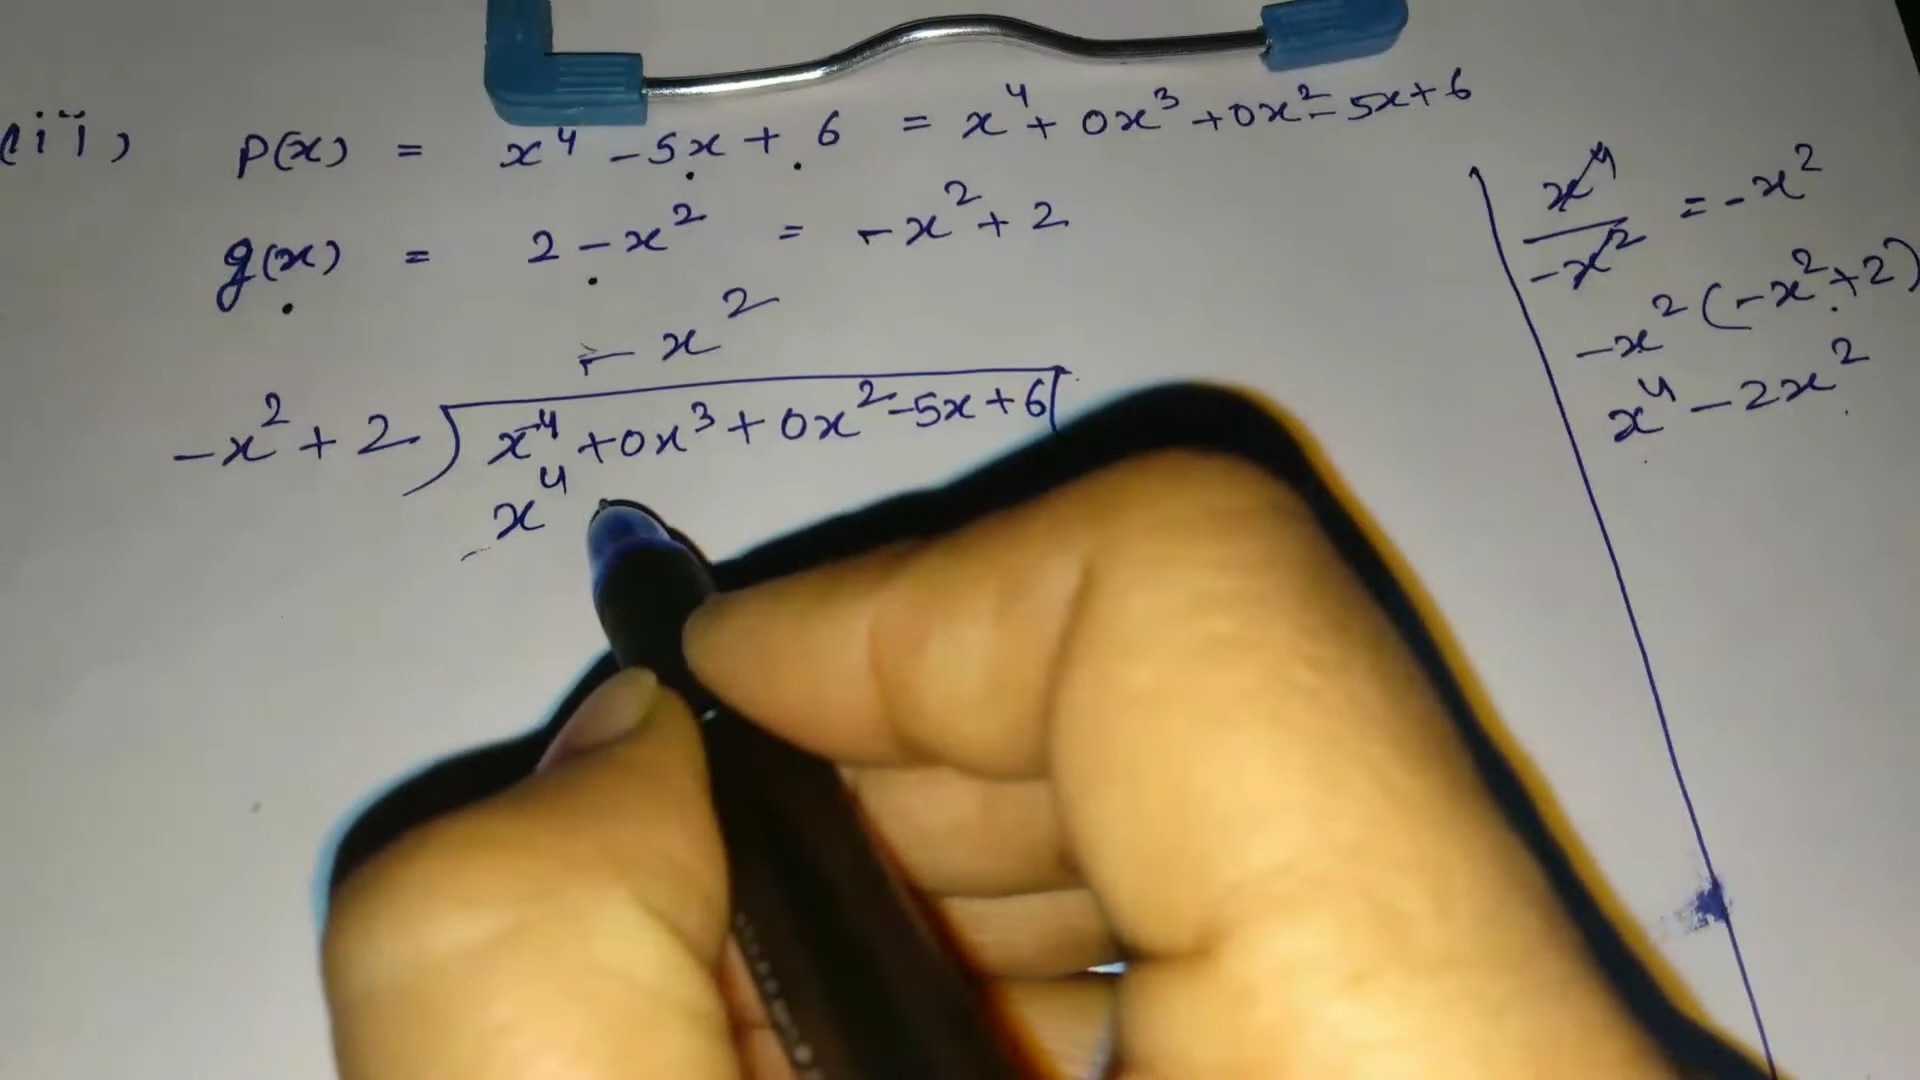 (iii) p(x) = x⁴ - 5x + 6 = x⁴ + 0x³ + 0x² - 5x + 6
g(x) = 2 - x² = -x² + 2
- x²
-x² + 2 ) x⁴ + 0x³ + 0x² - 5x + 6 (
x⁴
-
x⁴/-x² = -x²
-x² (-x² + 2)
x⁴ - 2x²